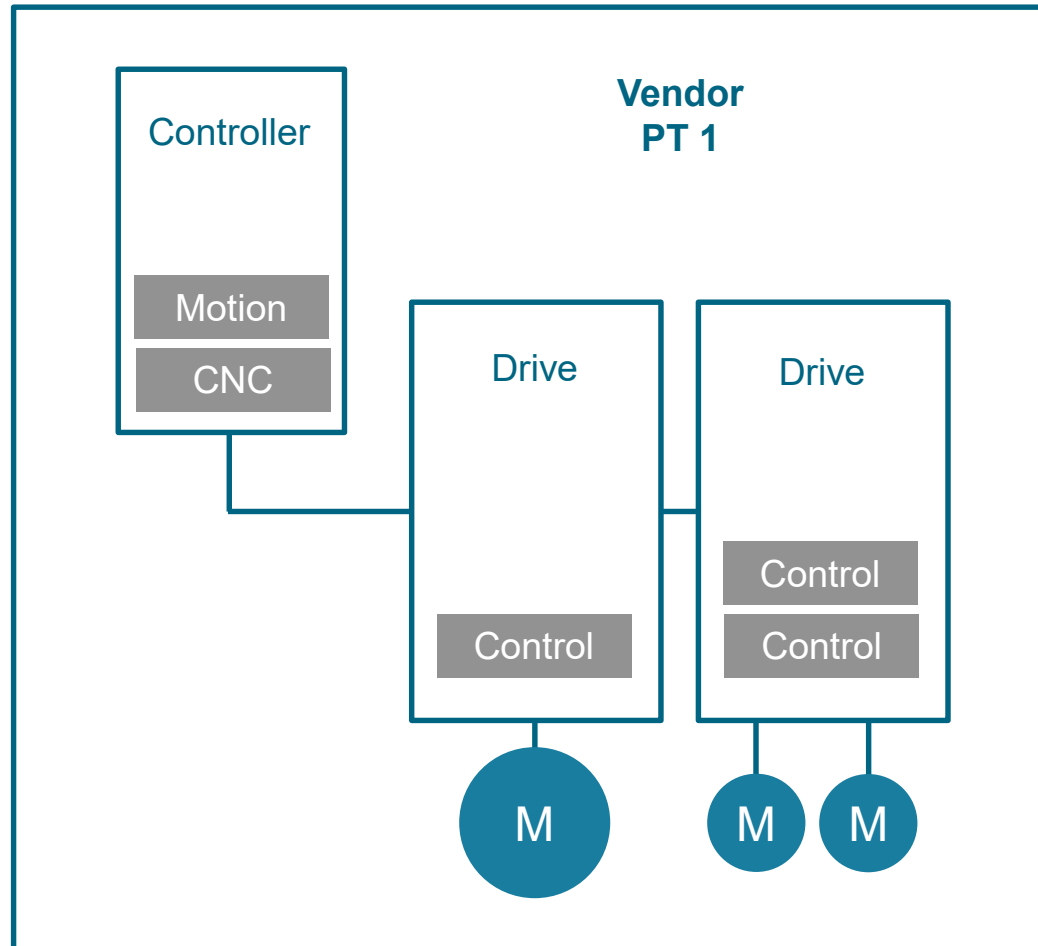 Vendor
PT 1
Controller
Motion
CNC
Drive
Control
Drive
Control
Control
M
M
M